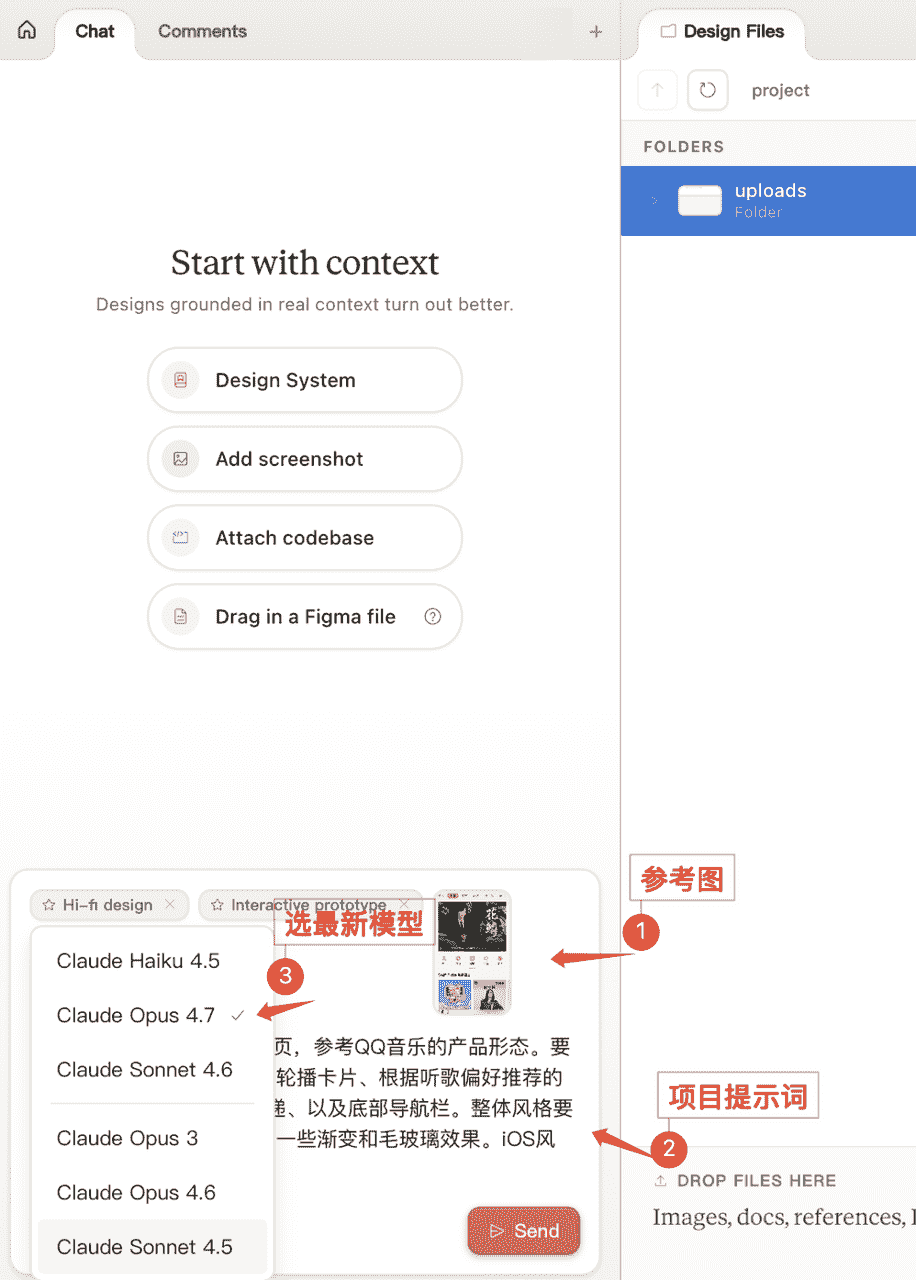 Chat
Comments
Design Files
project
FOLDERS
uploads
Folder
Start with context
Designs grounded in real context turn out better.
Design System
Add screenshot
Attach codebase
Drag in a Figma file
?
参考图
1
Hi-fi design
Interactive prototype
选最新模型
3
Claude Haiku 4.5
Claude Opus 4.7
Claude Sonnet 4.6
Claude Opus 3
Claude Opus 4.6
Claude Sonnet 4.5
页，参考QQ音乐的产品形态。要
轮播卡片、根据听歌偏好推荐的
、以及底部导航栏。整体风格要
一些渐变和毛玻璃效果。iOS风
项目提示词
2
Send
DROP FILES HERE
Images, docs, references,